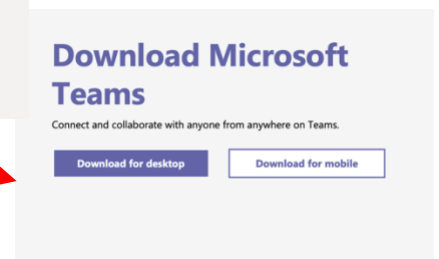 Download Microsoft
Teams
Connect and collaborate with anyone from anywhere on Teams.
Download for desktop
Download for mobile